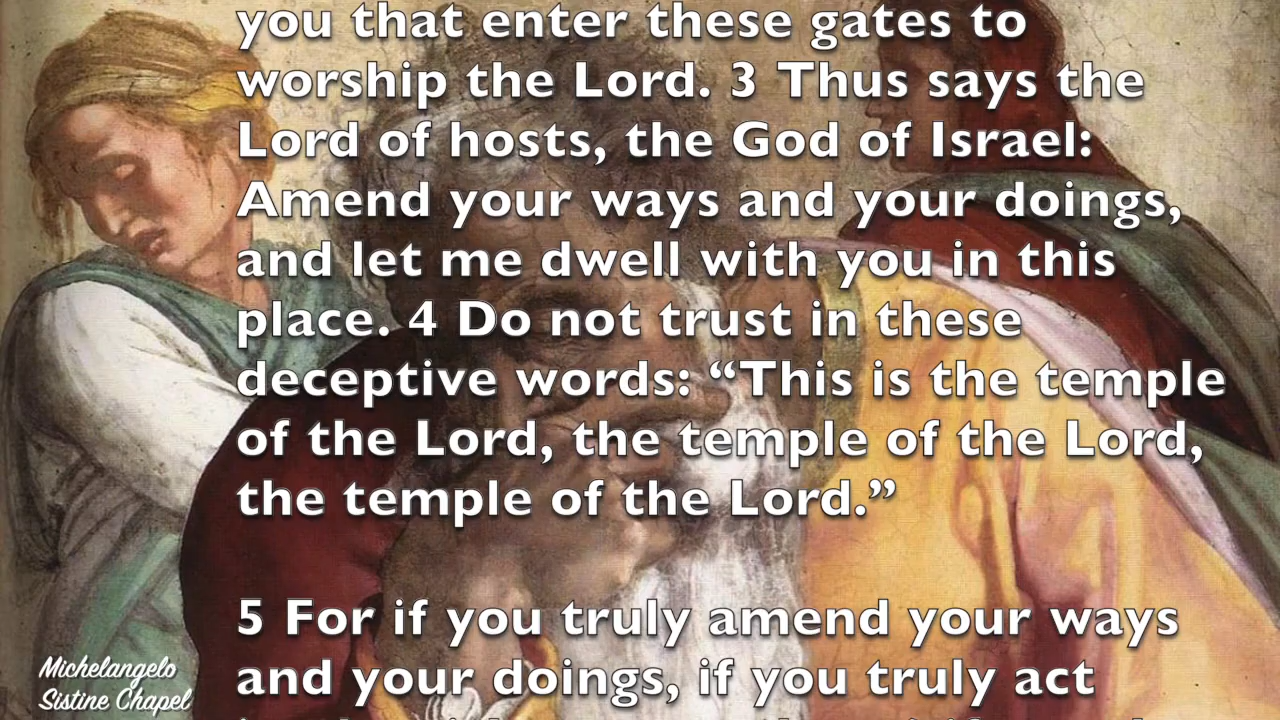 you that enter these gates to
worship the Lord. 3 Thus says the
Lord of hosts, the God of Israel:
Amend your ways and your doings,
and let me dwell with you in this
place. 4 Do not trust in these
deceptive words: “This is the temple
of the Lord, the temple of the Lord,
the temple of the Lord.”
5 For if you truly amend your ways
and your doings, if you truly act
Michelangelo
Sistine Chapel